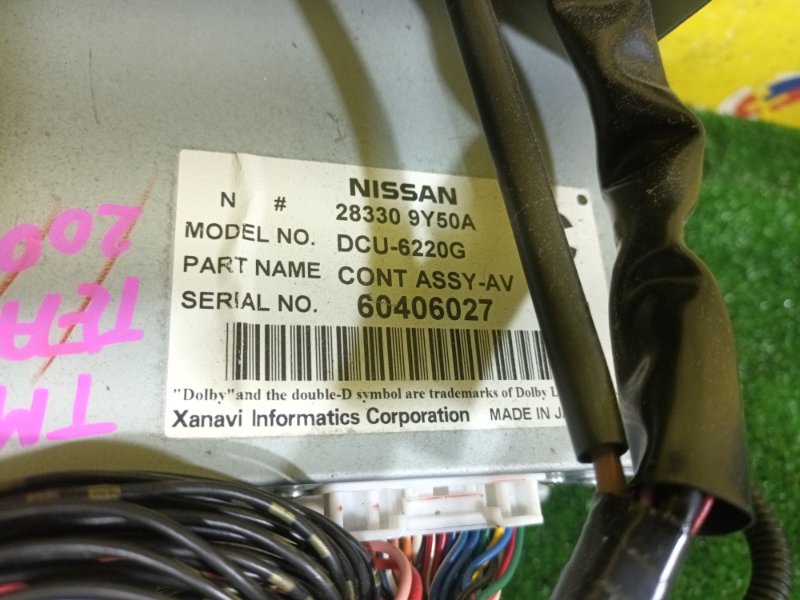 NISSAN
N # 28330 9Y50A
MODEL NO. DCU-6220G
PART NAME CONT ASSY-AV
SERIAL NO. 60406027
"Dolby"and the double-D symbol are trademarks of Dolby
Xanavi Informatics Corporation MADE IN
200